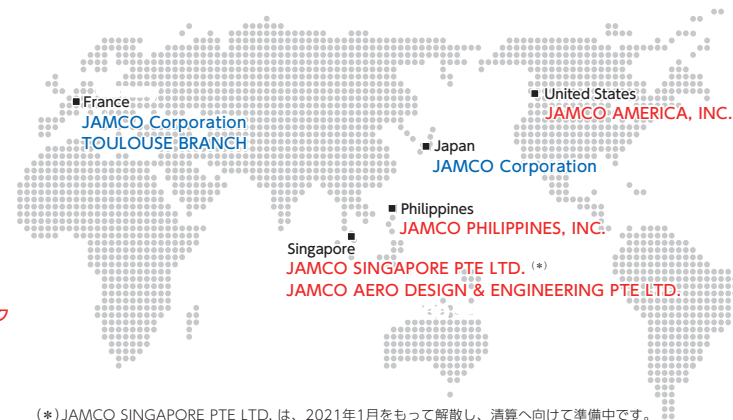 ■France
JAMCO Corporation
TOULOUSE BRANCH
■ United States
JAMCO AMERICA, INC.
■ Japan
JAMCO Corporation
■ Philippines
JAMCO PHILIPPINES, INC.
■
Singapore
JAMCO SINGAPORE PTE LTD. (*)
JAMCO AERO DESIGN & ENGINEERING PTE LTD.
(*)JAMCO SINGAPORE PTE LTD. は、2021年1月をもって解散し、清算へ向けて準備中です。